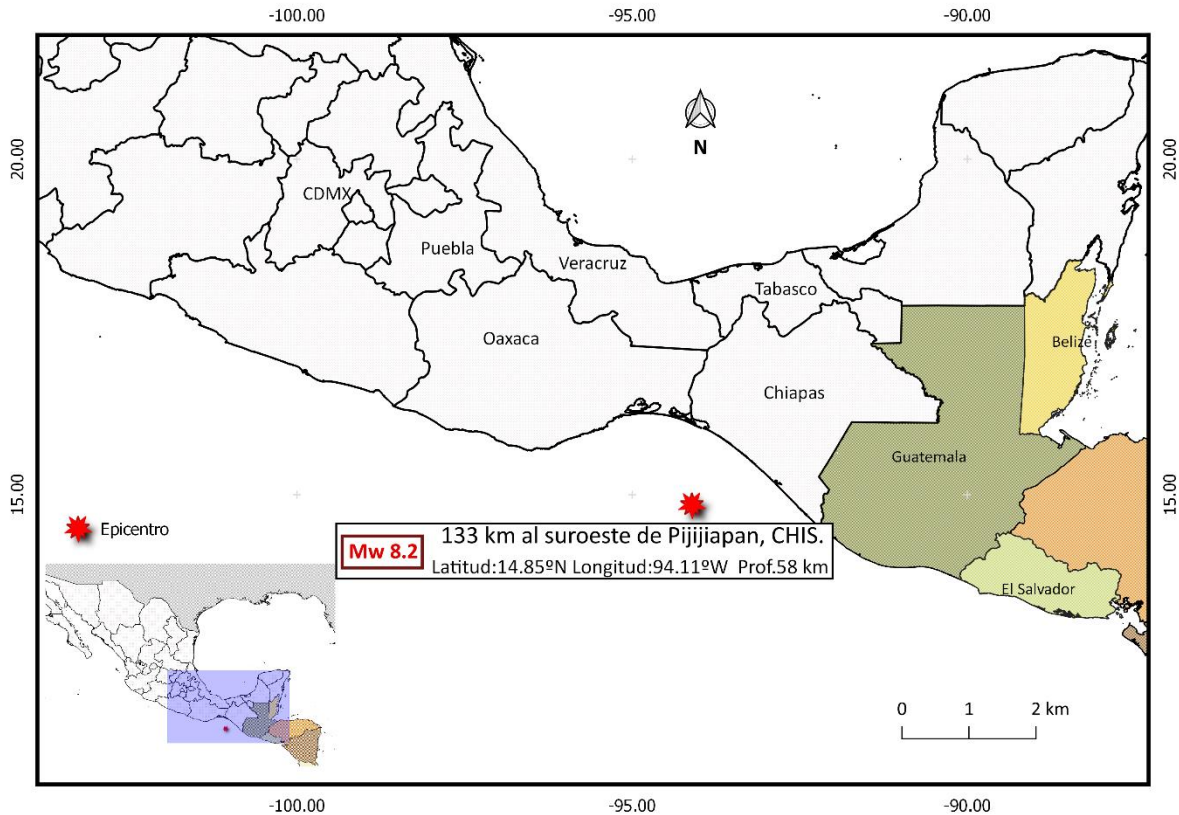 -100.00 -95.00 -90.00
N
20.00 20.00
CDMX
Puebla
Veracruz
Tabasco
Oaxaca
Belize
Chiapas
Guatemala
15.00 15.00
Epicentro
Mw 8.2
133 km al suroeste de Pijijiapan, CHIS.
Latitud:14.85ºN Longitud:94.11ºW Prof.58 km
El Salvador
0 1 2 km
-100.00 -95.00 -90.00